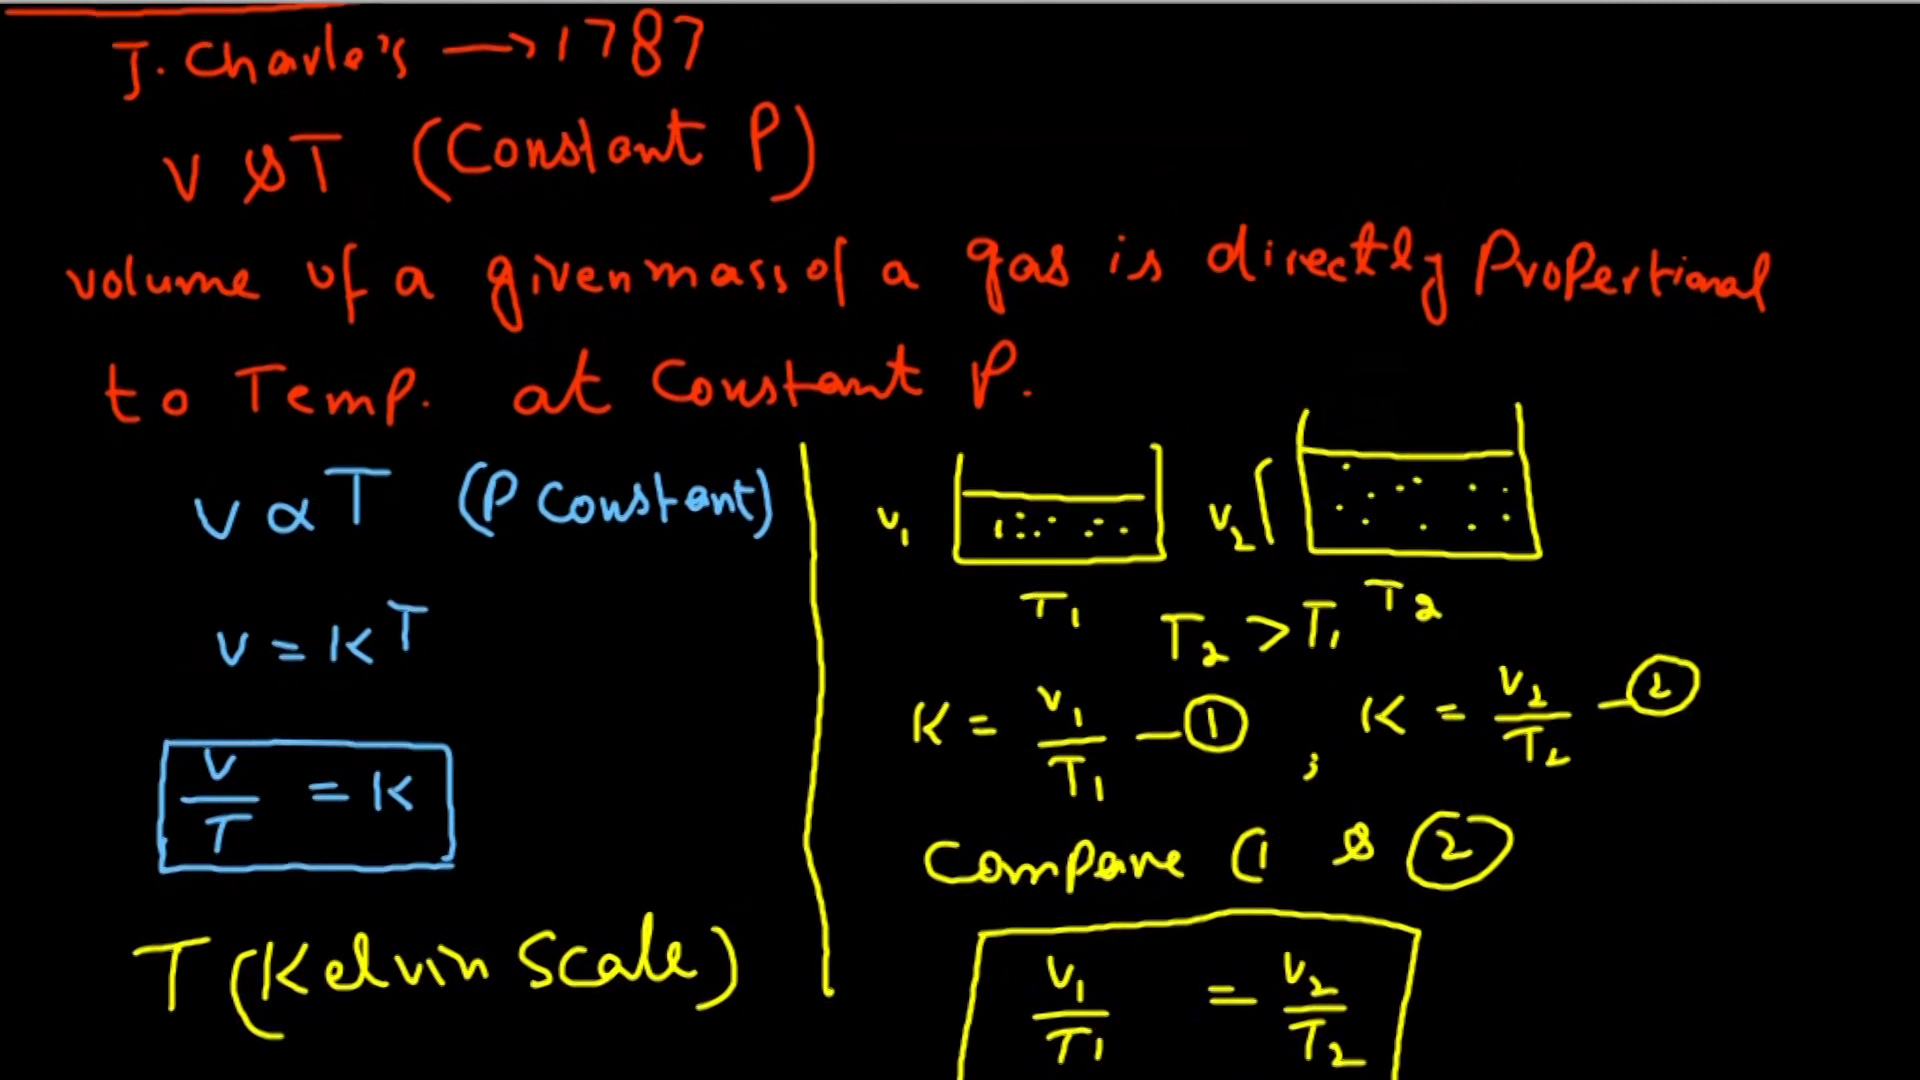 J. Charle's → 1787
V & T (Constant P)
volume of a given mass of a gas is directly Propertional
to Temp. at Constant P.
V ∝ T (P Constant)
V = KT
V/T = K
T (Kelvin Scale)
V₁ V₂
T₁ T₂
T₂ > T₁
K = V₁/T₁ — ① , K = V₂/T₂ — ②
Compare (1 & ②
V₁/T₁ = V₂/T₂